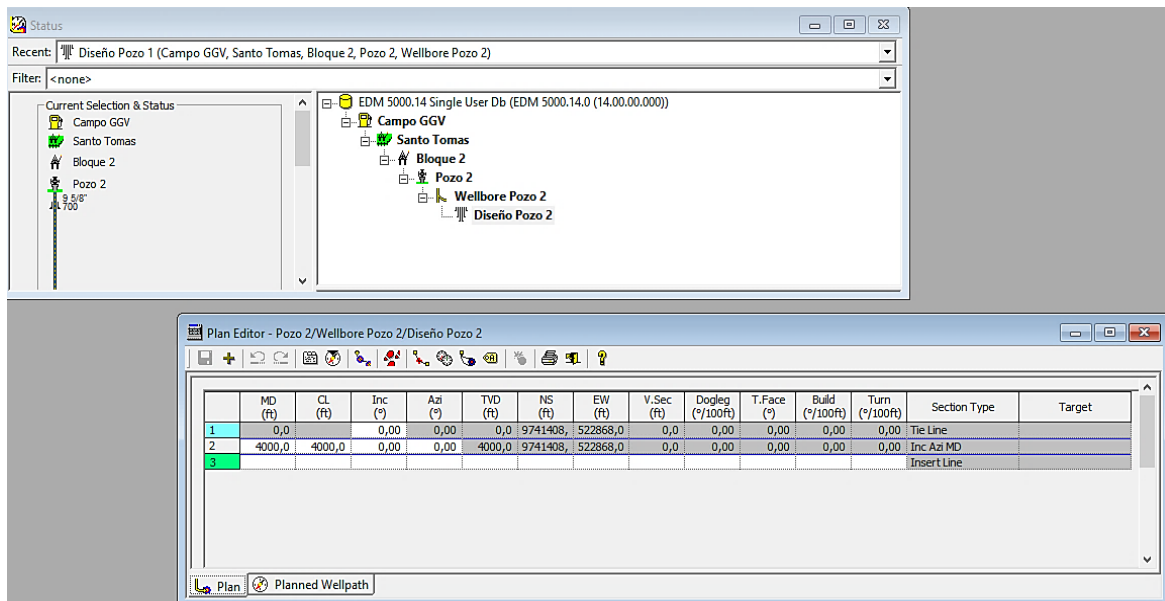 Status
Recent: Diseño Pozo 1 (Campo GGV, Santo Tomas, Bloque 2, Pozo 2, Wellbore Pozo 2)
Filter: <none>
Current Selection & Status
Campo GGV
Santo Tomas
Bloque 2
Pozo 2
9 5/8"
700
EDM 5000.14 Single User Db (EDM 5000.14.0 (14.00.00.000))
Campo GGV
Santo Tomas
Bloque 2
Pozo 2
Wellbore Pozo 2
Diseño Pozo 2
Plan Editor - Pozo 2/Wellbore Pozo 2/Diseño Pozo 2
MD CL Inc Azi TVD NS EW V.Sec Dogleg T.Face Build Turn Section Type Target
(ft) (ft) (°) (°) (ft) (ft) (ft) (ft) (°/100ft) (°) (°/100ft) (°/100ft)
1 0,0 0,00 0,00 0,0 9741408, 522868,0 0,0 0,00 0,00 0,00 0,00 Tie Line
2 4000,0 4000,0 0,00 0,00 4000,0 9741408, 522868,0 0,0 0,00 0,00 0,00 0,00 Inc Azi MD
3 Insert Line
Plan Planned Wellpath